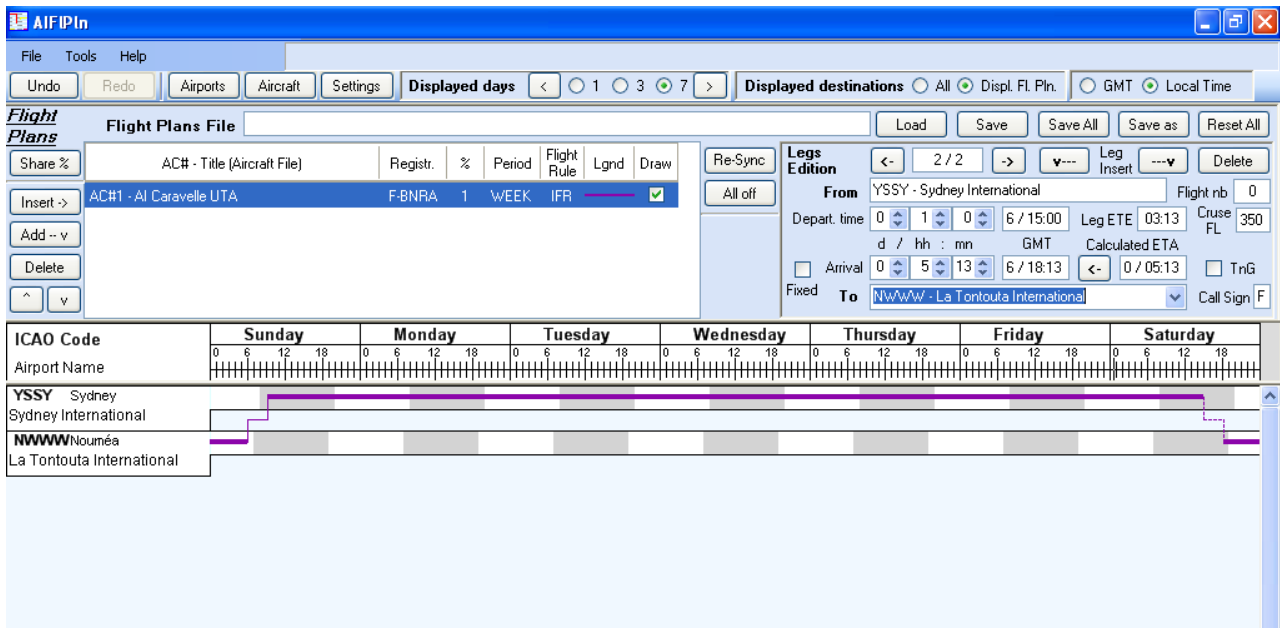 AIFlPln
File Tools Help
Undo Redo Airports Aircraft Settings Displayed days < 1 3 7 > Displayed destinations All Displ. Fl. Pln. GMT Local Time
Flight Plans Flight Plans File Load Save Save All Save as Reset All
Share % AC# - Title (Aircraft File) Registr. % Period Flight Rule Lgnd Draw Re-Sync Legs Edition <- 2 / 2 -> v--- Leg Insert ---v Delete
Insert -> AC#1 - AI Caravelle UTA F-BNRA 1 WEEK IFR All off From YSSY - Sydney International Flight nb 0
Add -- v Depart. time 0 1 0 6 / 15:00 Leg ETE 03:13 Cruse FL 350
d / hh : mn GMT Calculated ETA
Delete Arrival 0 5 13 6 / 18:13 <- 0 / 05:13 TnG
^ v Fixed To NWWW - La Tontouta International Call Sign F
ICAO Code Sunday Monday Tuesday Wednesday Thursday Friday Saturday
0 6 12 18 0 6 12 18 0 6 12 18 0 6 12 18 0 6 12 18 0 6 12 18 0 6 12 18
Airport Name
YSSY Sydney
Sydney International
NWWW Nouméa
La Tontouta International